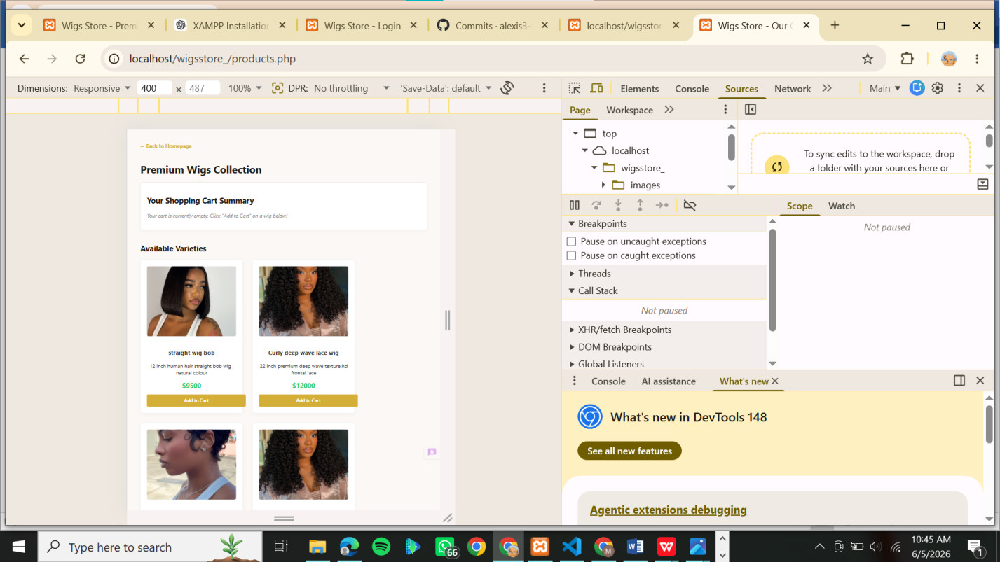 Wigs Store - Prem
XAMPP Installation
Wigs Store - Login
Commits · alexis3-
localhost/wigsstor
Wigs Store - Our C
localhost/wigsstore_/products.php
Dimensions: Responsive 400 × 487 100% DPR: No throttling 'Save-Data': default
Elements Console Sources Network Main
Page Workspace
top
localhost
wigsstore_
images
To sync edits to the workspace, drop
a folder with your sources here or
← Back to Homepage
Premium Wigs Collection
Your Shopping Cart Summary
Your cart is currently empty. Click "Add to Cart" on a wig below!
Available Varieties
straight wig bob
12 inch human hair straight bob wig ,
natural colour
$9500
Add to Cart
Curly deep wave lace wig
22 inch premium deep wave texture,hd
frontal lace
$12000
Add to Cart
Scope Watch
Not paused
Breakpoints
Pause on uncaught exceptions
Pause on caught exceptions
Threads
Call Stack
Not paused
XHR/fetch Breakpoints
DOM Breakpoints
Global Listeners
Console AI assistance What's new
What's new in DevTools 148
See all new features
Agentic extensions debugging
Type here to search
66
M
W
10:45 AM
6/5/2026
1